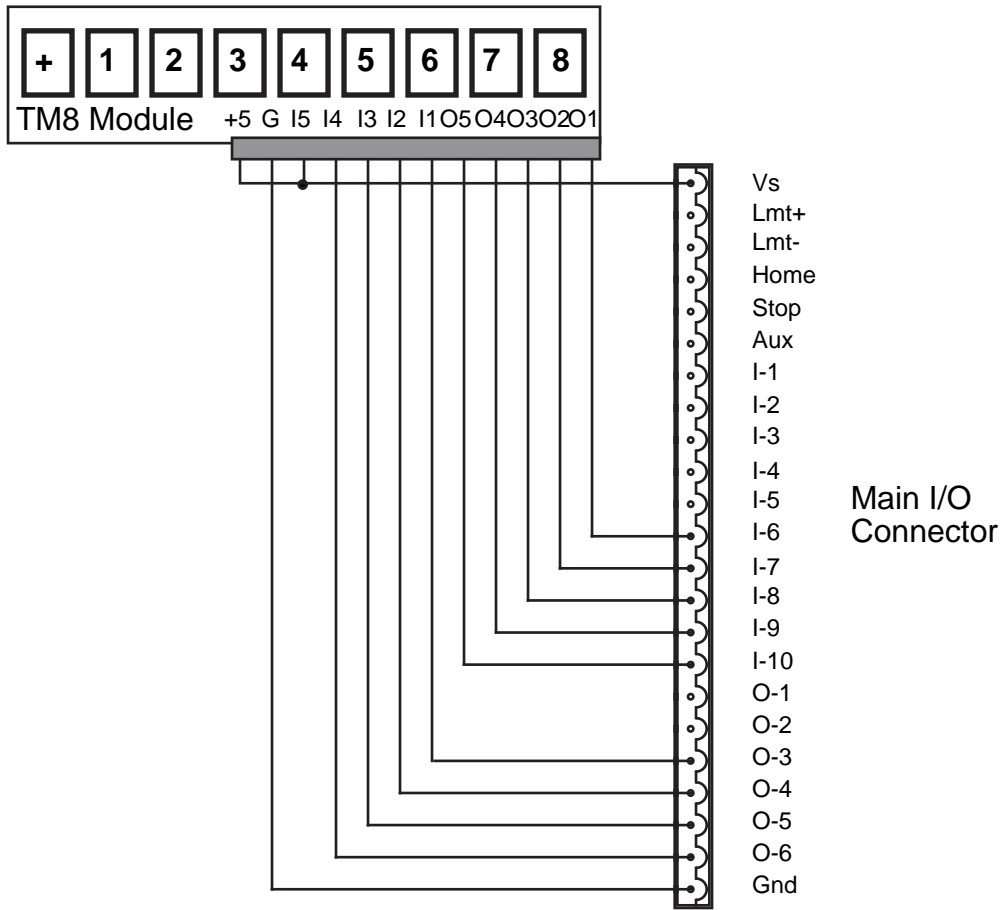 + 1 2 3 4 5 6 7 8
TM8 Module +5 G I5 I4 I3 I2 I1 O5 O4 O3 O2 O1
Vs
Lmt+
Lmt-
Home
Stop
Aux
I-1
I-2
I-3
I-4
I-5
I-6
I-7
I-8
I-9
I-10
O-1
O-2
O-3
O-4
O-5
O-6
Gnd
Main I/O
Connector